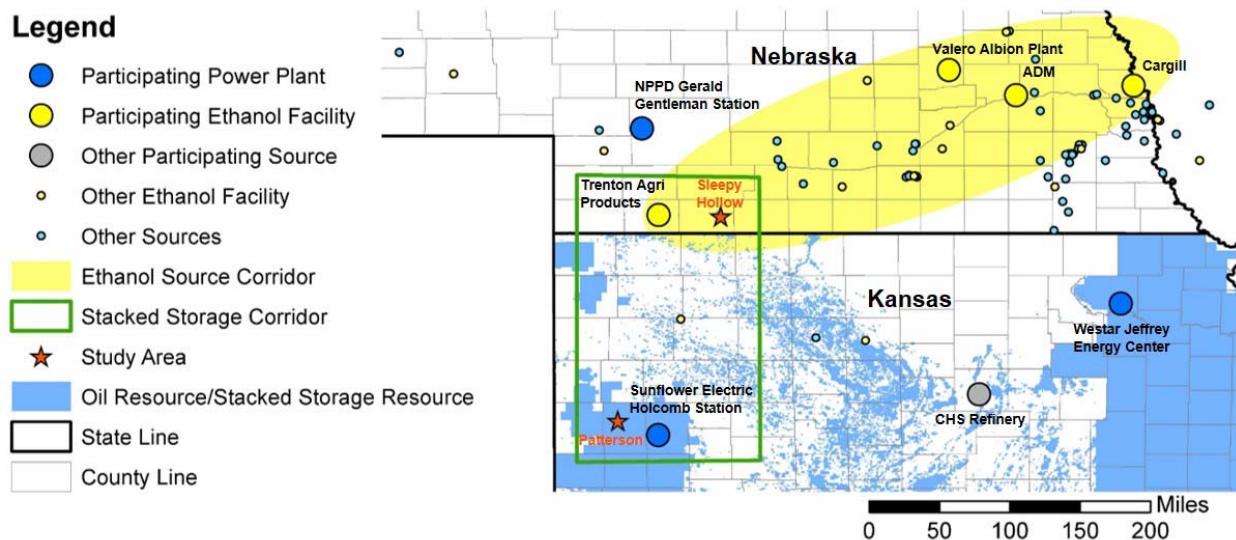 Legend
Participating Power Plant
Participating Ethanol Facility
Other Participating Source
Other Ethanol Facility
Other Sources
Ethanol Source Corridor
Stacked Storage Corridor
Study Area
Oil Resource/Stacked Storage Resource
State Line
County Line
Nebraska
Valero Albion Plant
ADM
Cargill
NPPD Gerald
Gentleman Station
Trenton Agri
Products
Sleepy
Hollow
Kansas
Westar Jeffrey
Energy Center
Sunflower Electric
Holcomb Station
Patterson
CHS Refinery
Miles
0 50 100 150 200